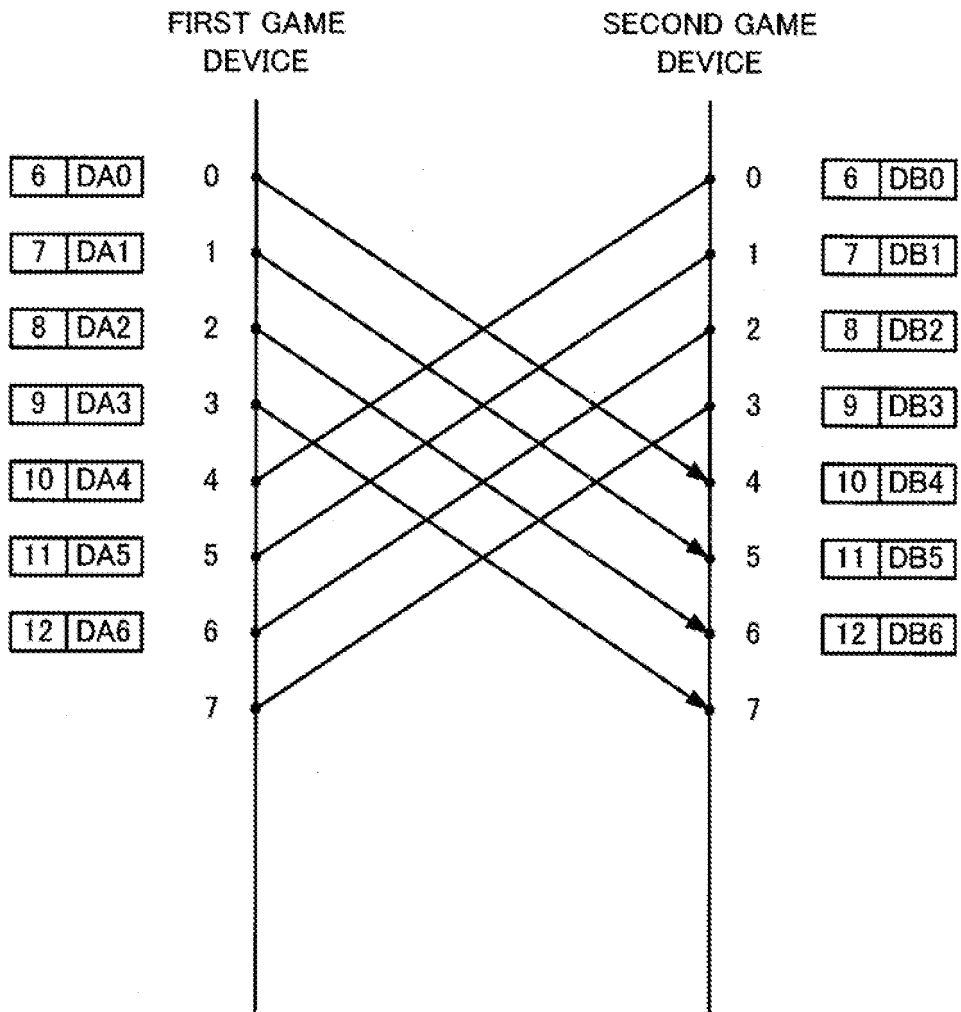 FIRST GAME
DEVICE
SECOND GAME
DEVICE
6 DA0 0 0 6 DB0
7 DA1 1 1 7 DB1
8 DA2 2 2 8 DB2
9 DA3 3 3 9 DB3
10 DA4 4 4 10 DB4
11 DA5 5 5 11 DB5
12 DA6 6 6 12 DB6
7 7